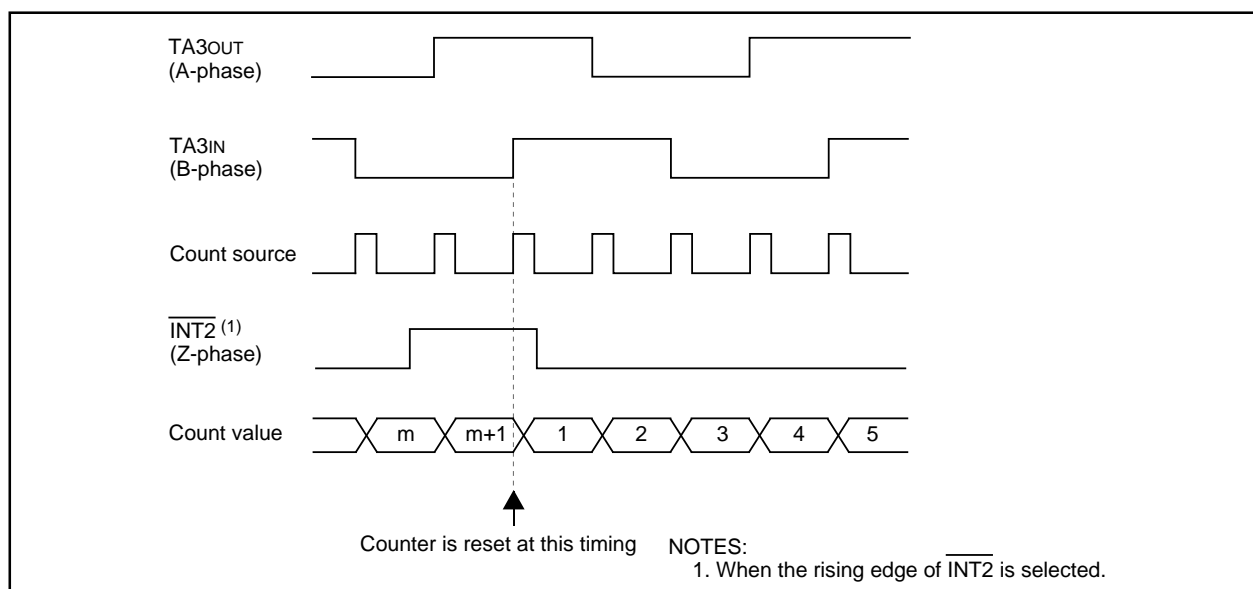 TA3OUT
(A-phase)
TA3IN
(B-phase)
Count source
INT2 (1)
(Z-phase)
Count value
m m+1 1 2 3 4 5
Counter is reset at this timing
NOTES:
1. When the rising edge of INT2 is selected.